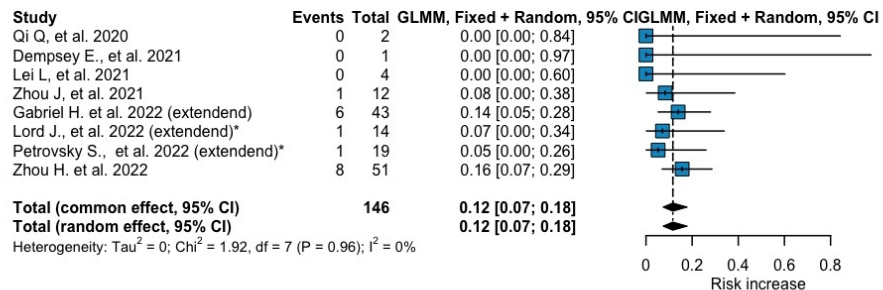 Study Events Total GLMM, Fixed + Random, 95% CI GLMM, Fixed + Random, 95% CI
Qi Q, et al. 2020 0 2 0.00 [0.00; 0.84]
Dempsey E., et al. 2021 0 1 0.00 [0.00; 0.97]
Lei L, et al. 2021 0 4 0.00 [0.00; 0.60]
Zhou J, et al. 2021 1 12 0.08 [0.00; 0.38]
Gabriel H. et al. 2022 (extendend) 6 43 0.14 [0.05; 0.28]
Lord J., et al. 2022 (extendend)* 1 14 0.07 [0.00; 0.34]
Petrovsky S., et al. 2022 (extendend)* 1 19 0.05 [0.00; 0.26]
Zhou H. et al. 2022 8 51 0.16 [0.07; 0.29]
Total (common effect, 95% CI) 146 0.12 [0.07; 0.18]
Total (random effect, 95% CI) 0.12 [0.07; 0.18]
Heterogeneity: Tau² = 0; Chi² = 1.92, df = 7 (P = 0.96); I² = 0%
0 0.2 0.4 0.6 0.8
Risk increase